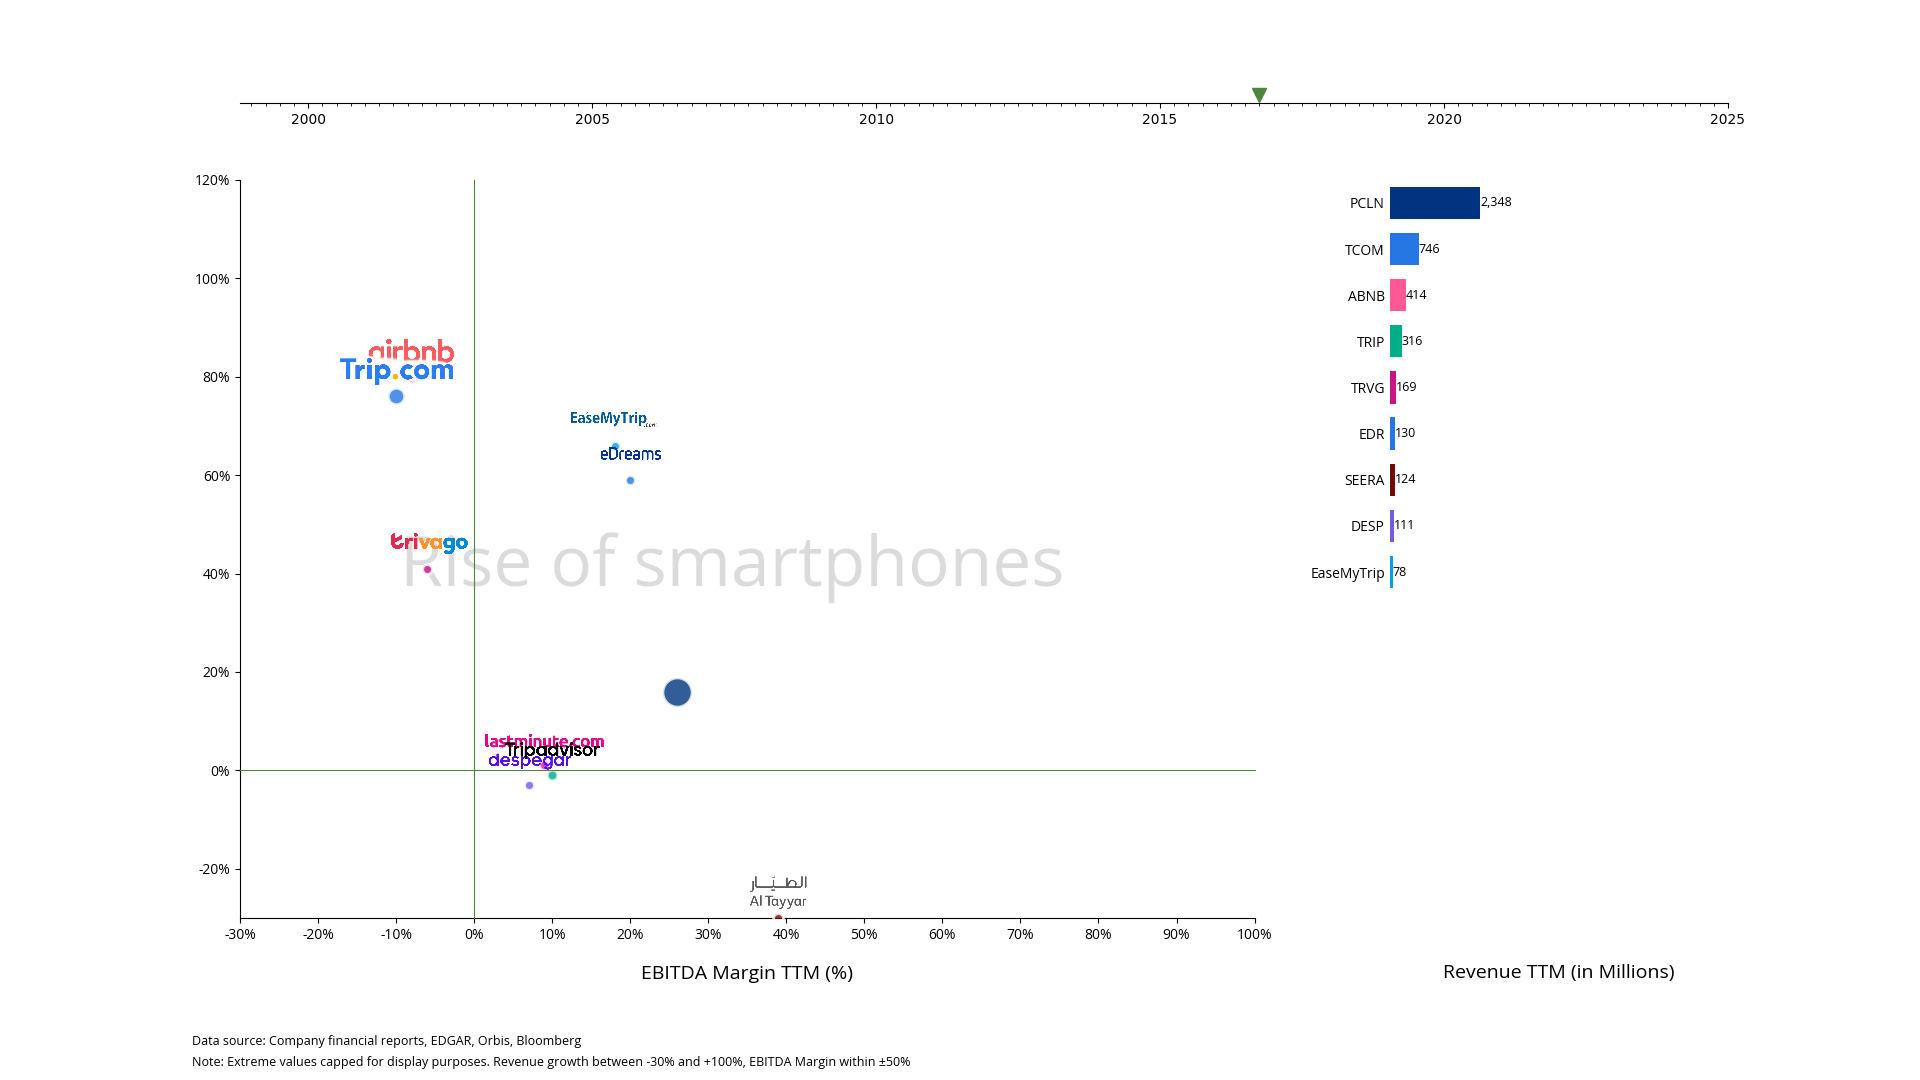 2000 2005 2010 2015 2020 2025
120%
100%
80%
60%
40%
20%
0%
-20%
airbnb
Trip.com
EaseMyTrip.com
eDreams
trivago
Rise of smartphones
lastminute.com
Tripadvisor
despegar
الطيّار
Al Tayyar
-30% -20% -10% 0% 10% 20% 30% 40% 50% 60% 70% 80% 90% 100%
EBITDA Margin TTM (%)
PCLN 2,348
TCOM 746
ABNB 414
TRIP 316
TRVG 169
EDR 130
SEERA 124
DESP 111
EaseMyTrip 78
Revenue TTM (in Millions)
Data source: Company financial reports, EDGAR, Orbis, Bloomberg
Note: Extreme values capped for display purposes. Revenue growth between -30% and +100%, EBITDA Margin within ±50%